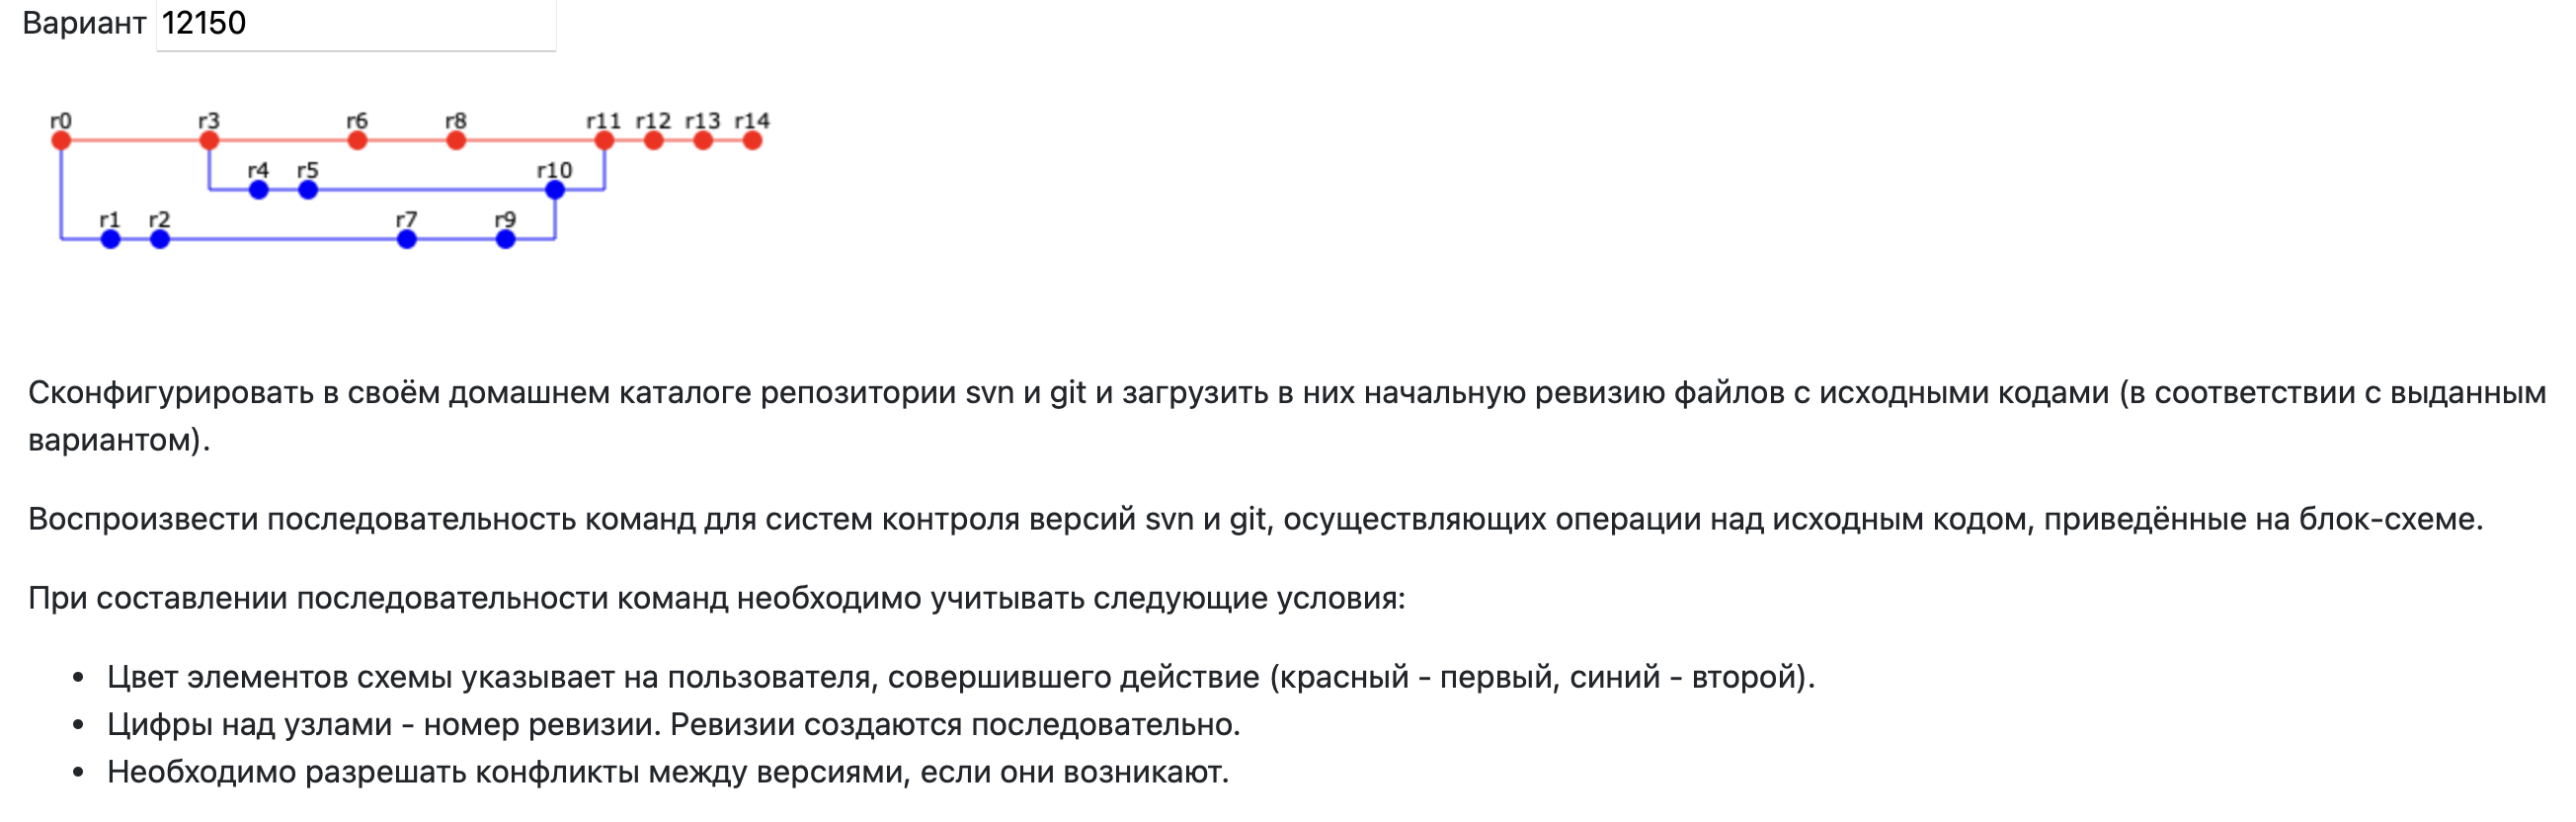 Вариант 12150
r0 r3 r6 r8 r11 r12 r13 r14
r4 r5 r10
r1 r2 r7 r9
Сконфигурировать в своём домашнем каталоге репозитории svn и git и загрузить в них начальную ревизию файлов с исходными кодами (в соответствии с выданным
вариантом).
Воспроизвести последовательность команд для систем контроля версий svn и git, осуществляющих операции над исходным кодом, приведённые на блок-схеме.
При составлении последовательности команд необходимо учитывать следующие условия:
• Цвет элементов схемы указывает на пользователя, совершившего действие (красный - первый, синий - второй).
• Цифры над узлами - номер ревизии. Ревизии создаются последовательно.
• Необходимо разрешать конфликты между версиями, если они возникают.